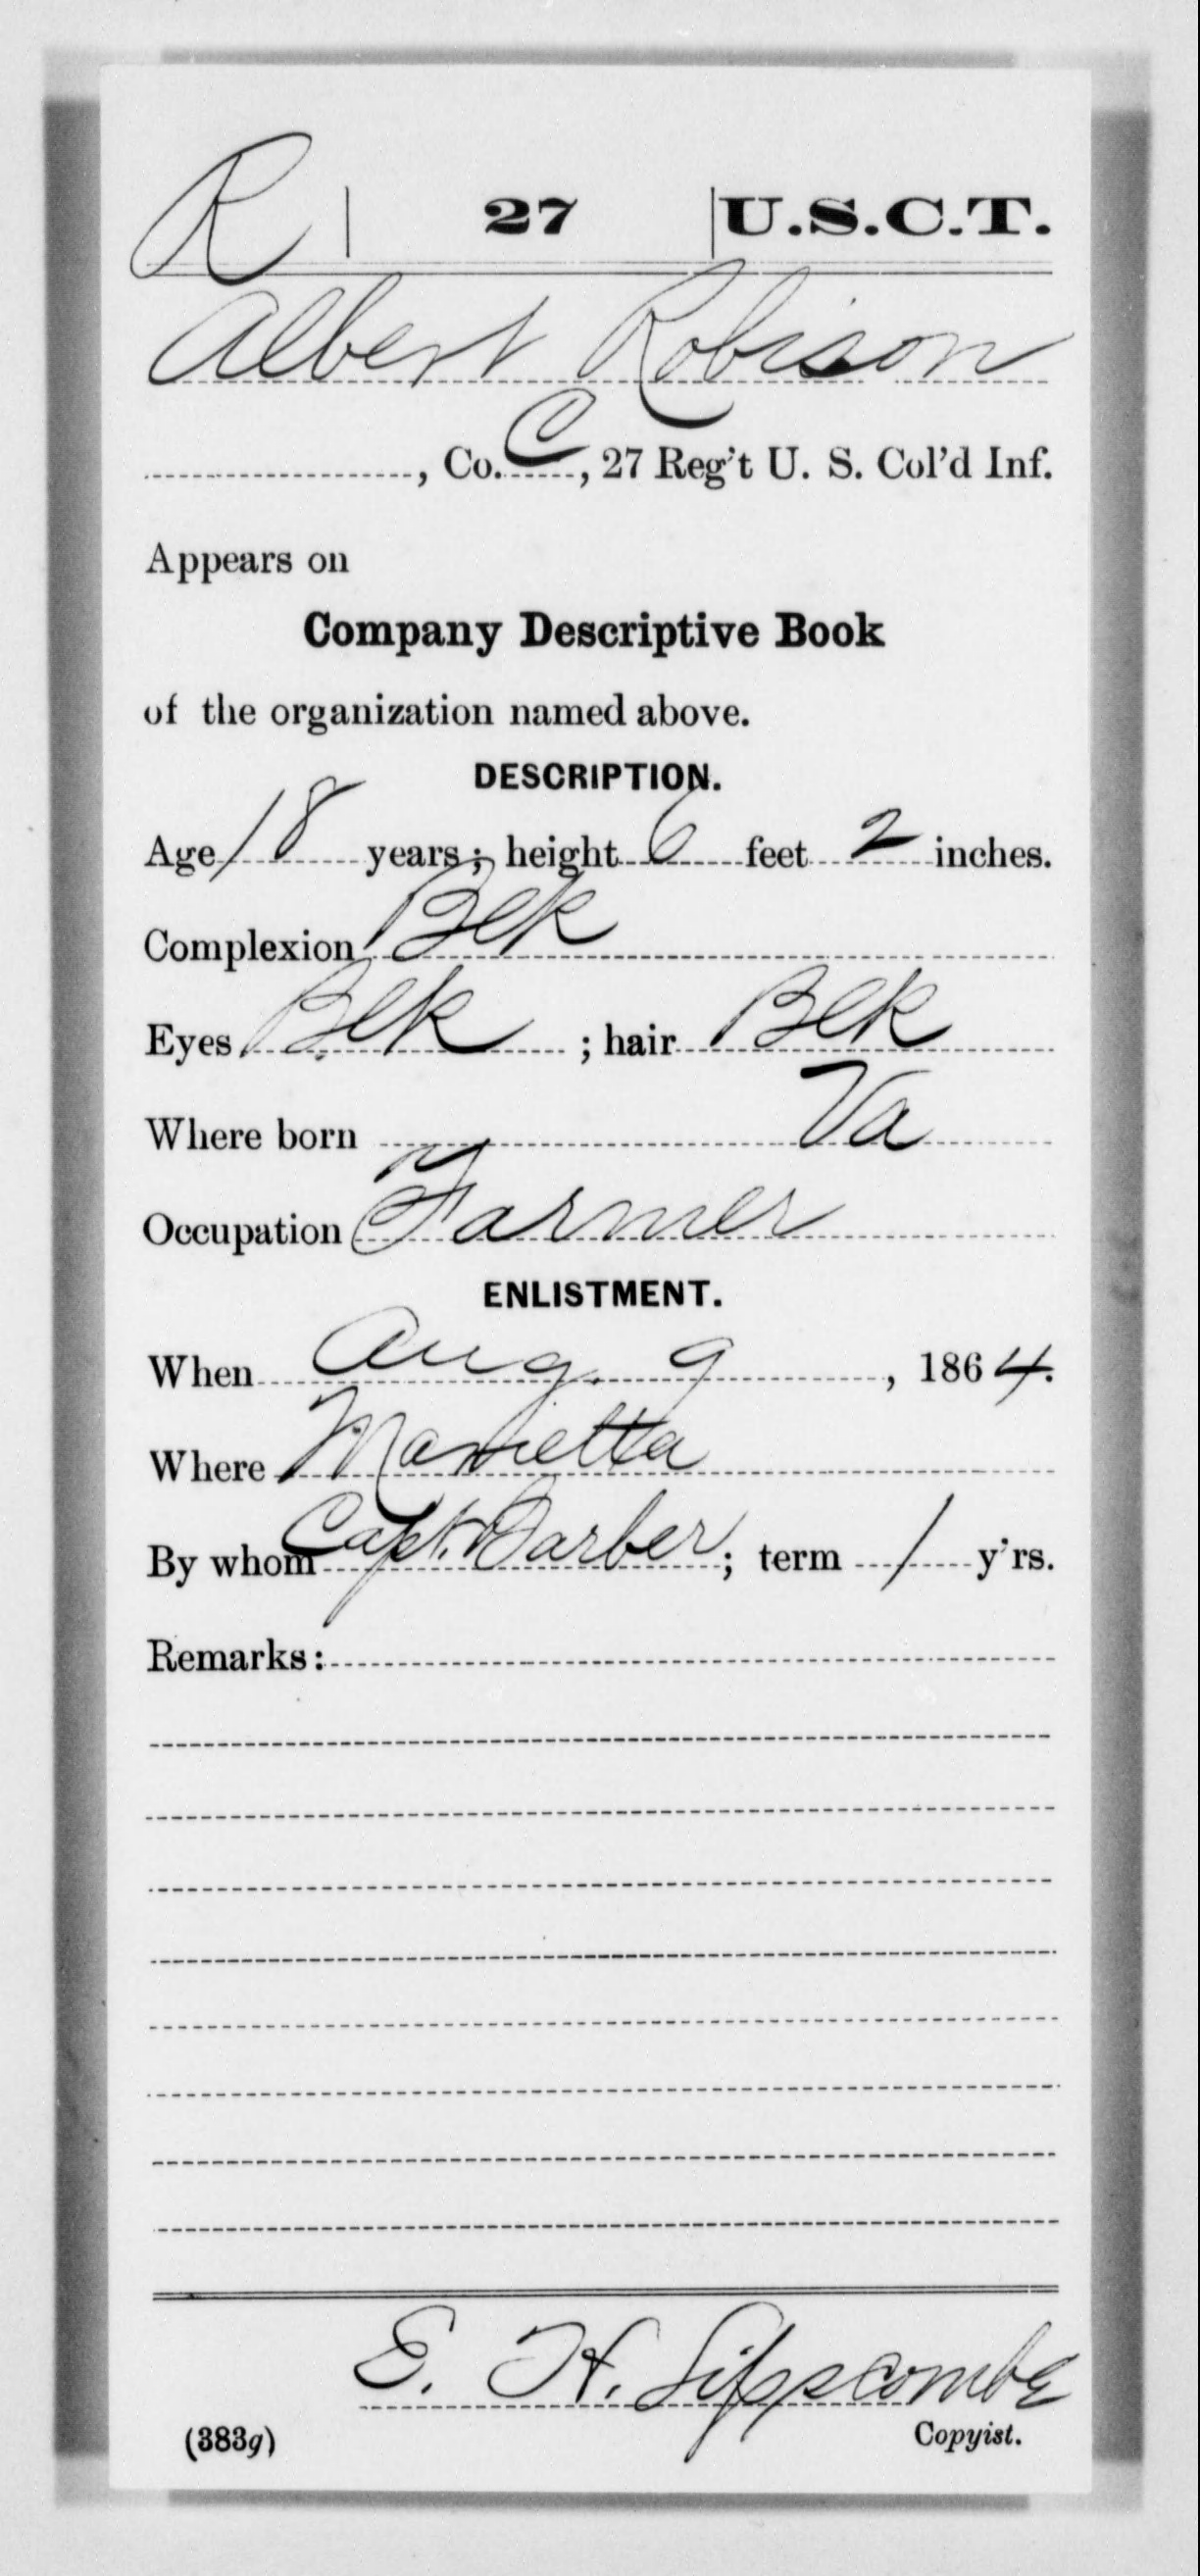 R | 27 | U.S.C.T.
Albert Robison
, Co. C, 27 Reg't U. S. Col'd Inf.
Appears on
Company Descriptive Book
of the organization named above.
DESCRIPTION.
Age 18 years; height 6 feet 2 inches.
Complexion Blk
Eyes Blk ; hair Blk
Where born Va
Occupation Farmer
ENLISTMENT.
When Aug. 9, 1864.
Where Marietta
By whom Capt. Barber; term 1 y'rs.
Remarks:
E. H. Lipscombe
(383g) Copyist.